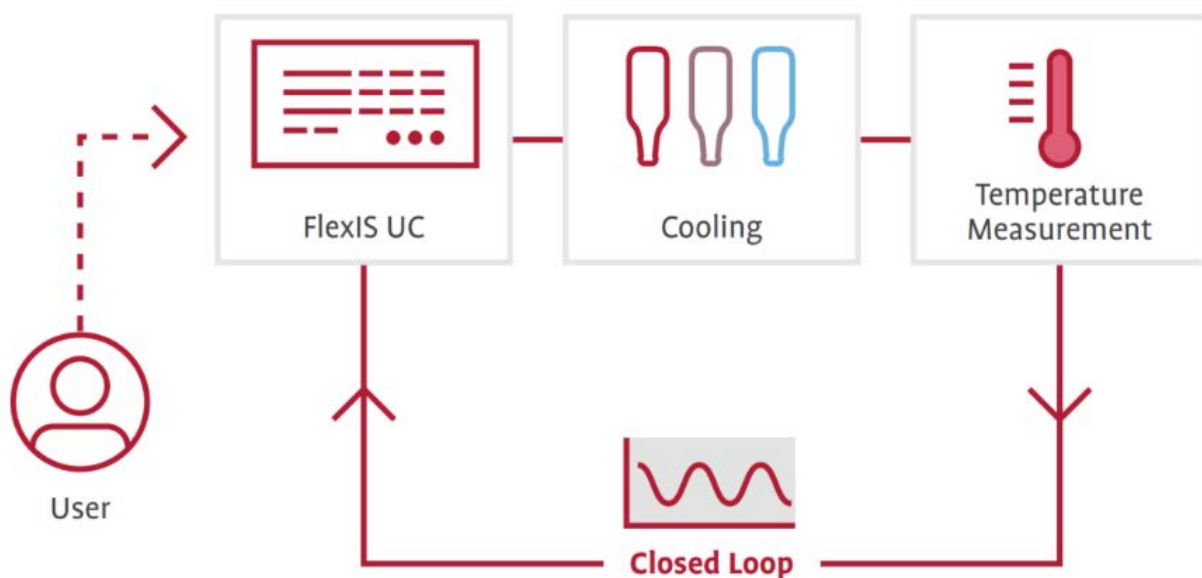 FlexIS UC
Cooling
Temperature
Measurement
User
Closed Loop